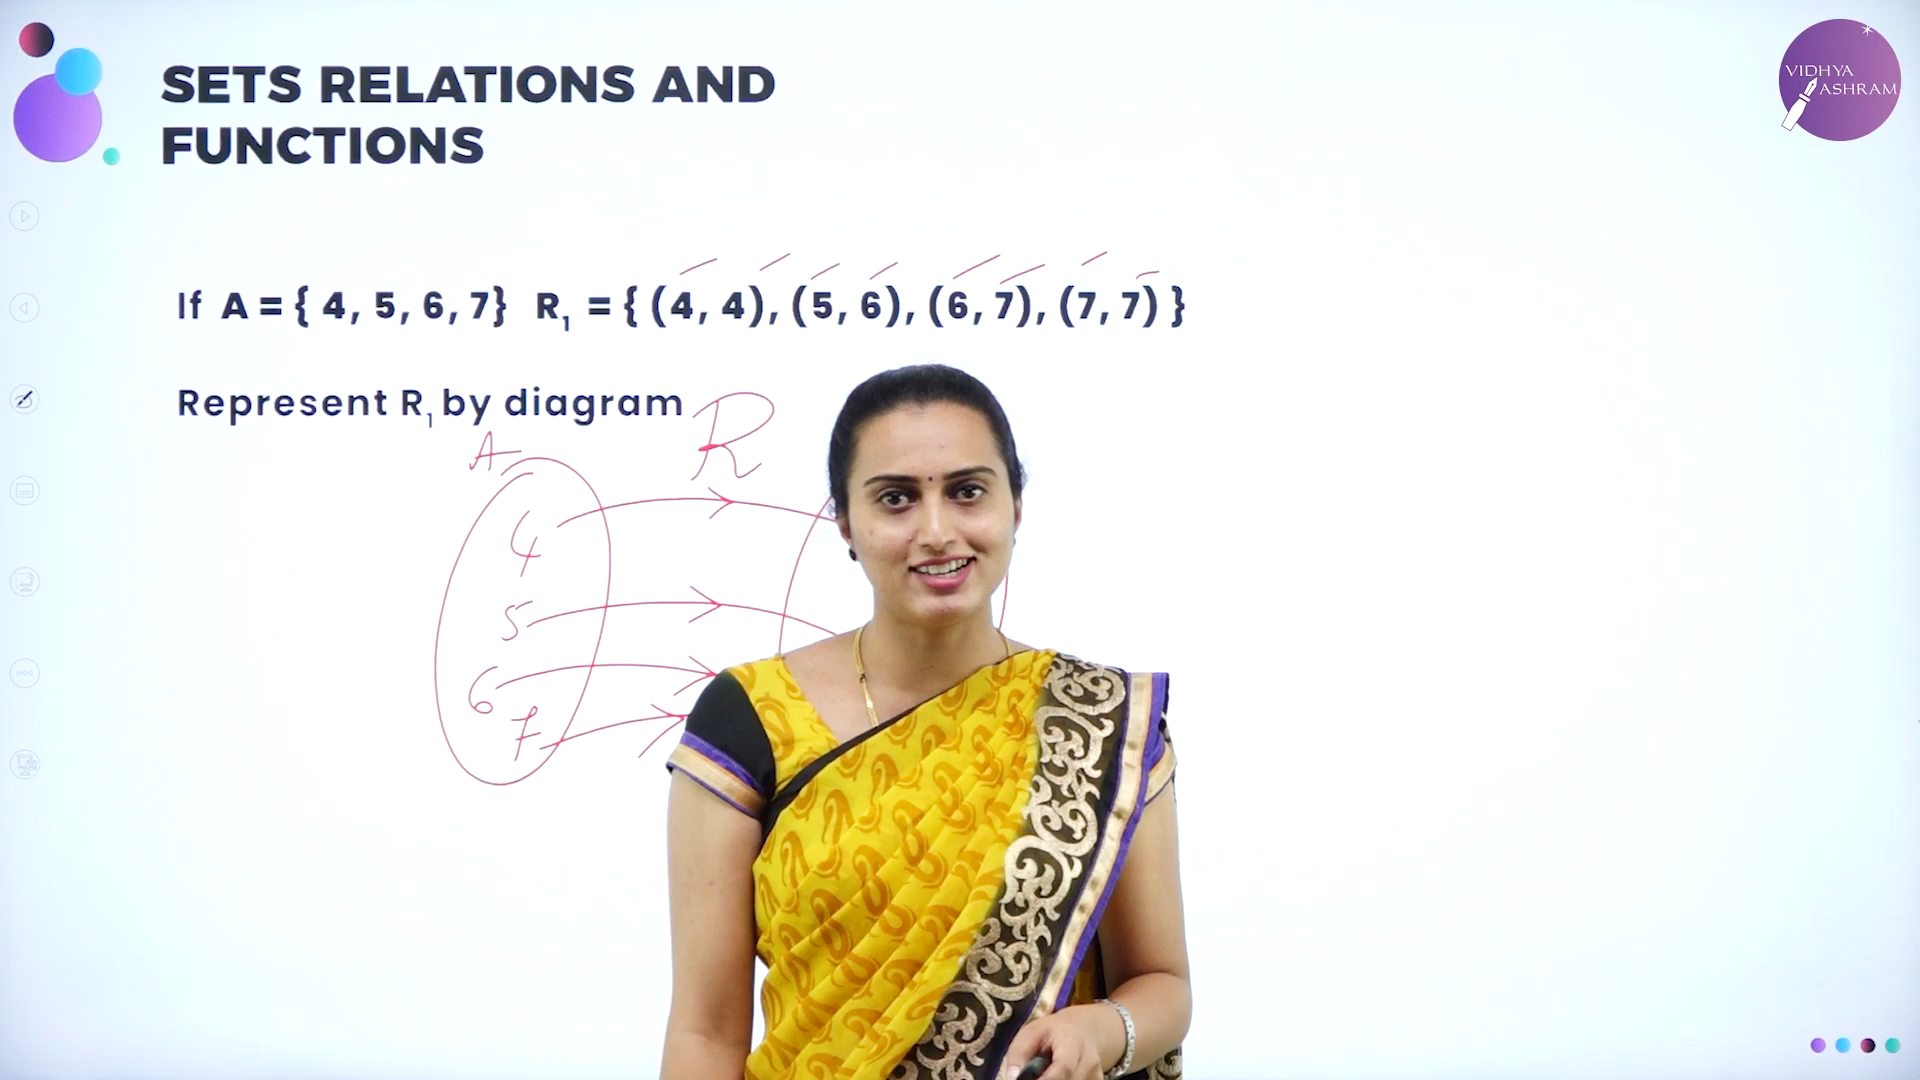 SETS RELATIONS AND
FUNCTIONS
VIDHYA
ASHRAM
If A = { 4, 5, 6, 7} R₁ = { (4, 4), (5, 6), (6, 7), (7, 7) }
Represent R₁ by diagram
A R
4
5
6
7